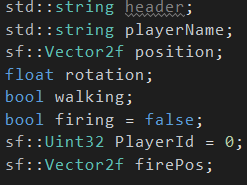 std::string header;
std::string playerName;
sf::Vector2f position;
float rotation;
bool walking;
bool firing = false;
sf::Uint32 PlayerId = 0;
sf::Vector2f firePos;